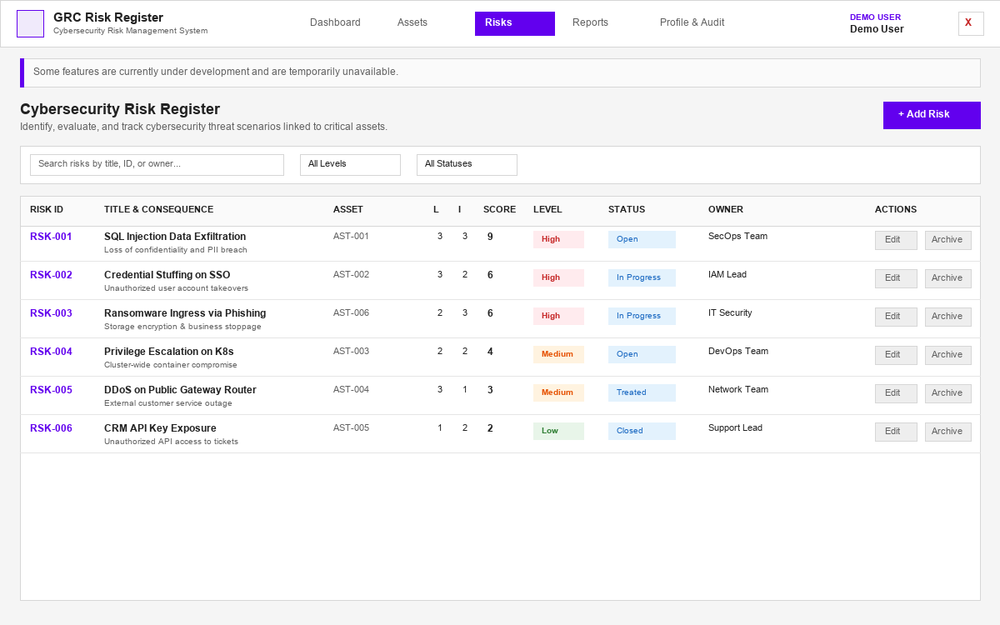 GRC Risk Register
Cybersecurity Risk Management System
Dashboard Assets Risks Reports Profile & Audit
DEMO USER
Demo User
X
Some features are currently under development and are temporarily unavailable.
Cybersecurity Risk Register
Identify, evaluate, and track cybersecurity threat scenarios linked to critical assets.
+ Add Risk
Search risks by title, ID, or owner... All Levels All Statuses
RISK ID TITLE & CONSEQUENCE ASSET L I SCORE LEVEL STATUS OWNER ACTIONS
RSK-001 SQL Injection Data Exfiltration AST-001 3 3 9 High Open SecOps Team Edit Archive
Loss of confidentiality and PII breach
RSK-002 Credential Stuffing on SSO AST-002 3 2 6 High In Progress IAM Lead Edit Archive
Unauthorized user account takeovers
RSK-003 Ransomware Ingress via Phishing AST-006 2 3 6 High In Progress IT Security Edit Archive
Storage encryption & business stoppage
RSK-004 Privilege Escalation on K8s AST-003 2 2 4 Medium Open DevOps Team Edit Archive
Cluster-wide container compromise
RSK-005 DDoS on Public Gateway Router AST-004 3 1 3 Medium Treated Network Team Edit Archive
External customer service outage
RSK-006 CRM API Key Exposure AST-005 1 2 2 Low Closed Support Lead Edit Archive
Unauthorized API access to tickets